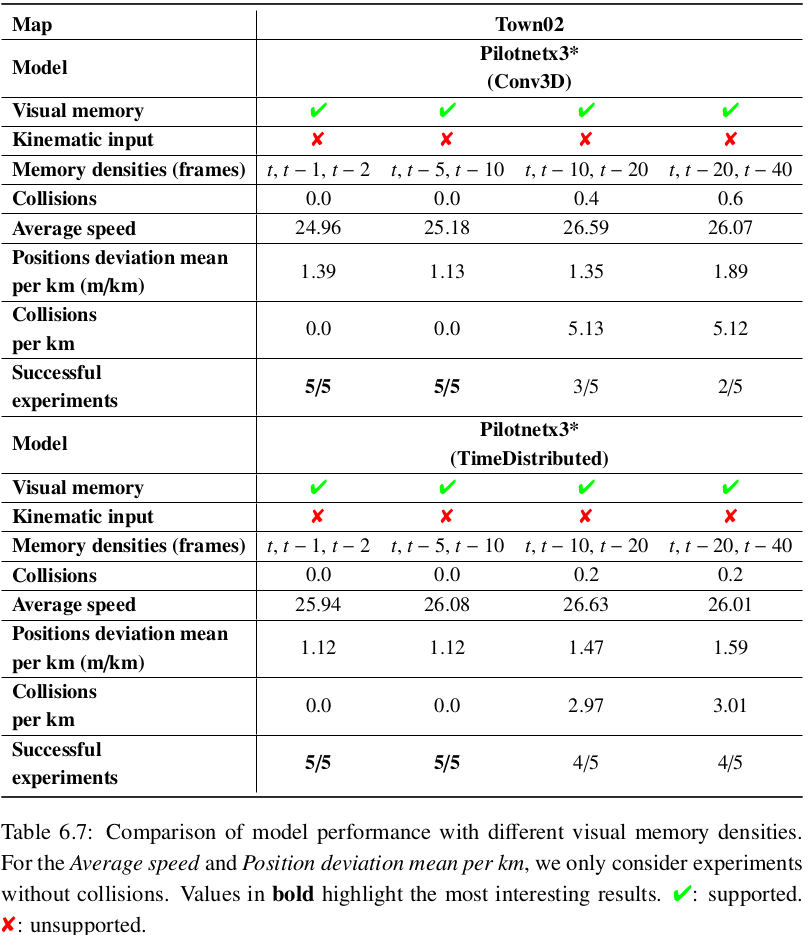 Map Town02
Model Pilotnetx3*
(Conv3D)
Visual memory ✔ ✔ ✔ ✔
Kinematic input ✘ ✘ ✘ ✘
Memory densities (frames) t, t − 1, t − 2 t, t − 5, t − 10 t, t − 10, t − 20 t, t − 20, t − 40
Collisions 0.0 0.0 0.4 0.6
Average speed 24.96 25.18 26.59 26.07
Positions deviation mean
per km (m/km) 1.39 1.13 1.35 1.89
Collisions
per km 0.0 0.0 5.13 5.12
Successful
experiments 5/5 5/5 3/5 2/5
Model Pilotnetx3*
(TimeDistributed)
Visual memory ✔ ✔ ✔ ✔
Kinematic input ✘ ✘ ✘ ✘
Memory densities (frames) t, t − 1, t − 2 t, t − 5, t − 10 t, t − 10, t − 20 t, t − 20, t − 40
Collisions 0.0 0.0 0.2 0.2
Average speed 25.94 26.08 26.63 26.01
Positions deviation mean
per km (m/km) 1.12 1.12 1.47 1.59
Collisions
per km 0.0 0.0 2.97 3.01
Successful
experiments 5/5 5/5 4/5 4/5
Table 6.7: Comparison of model performance with different visual memory densities.
For the Average speed and Position deviation mean per km, we only consider experiments
without collisions. Values in bold highlight the most interesting results. ✔: supported.
✘: unsupported.